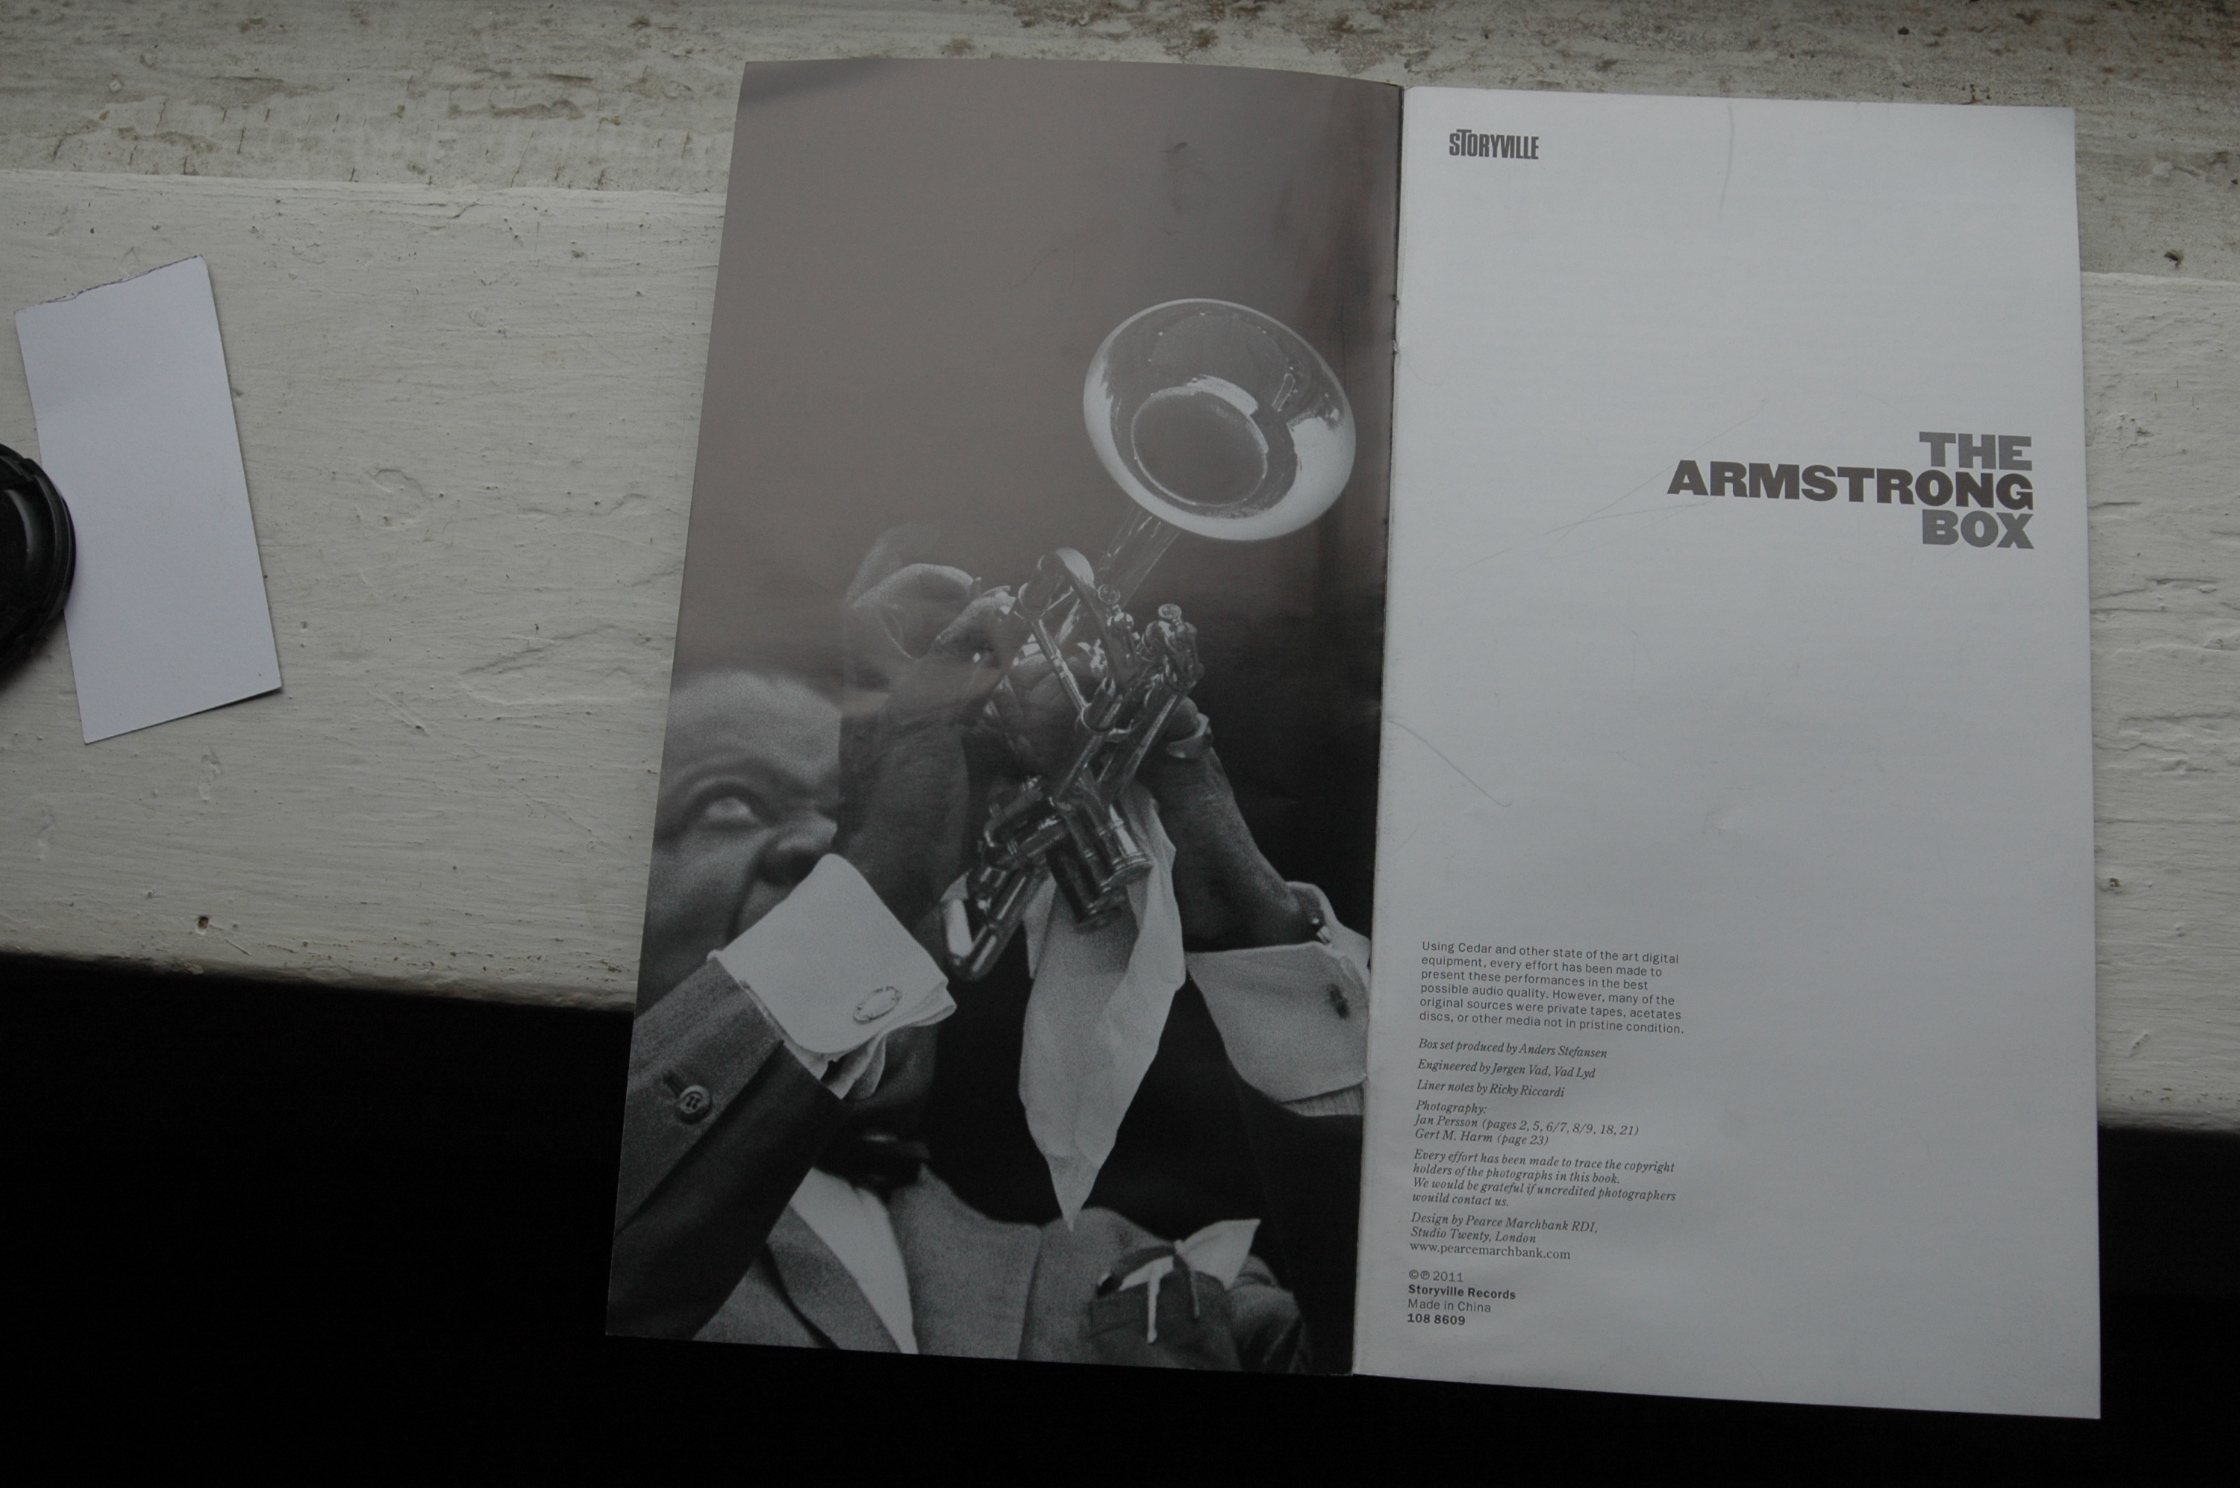 STORYVILLE
THE
ARMSTRONG
BOX
Using Cedar and other state of the art digital
equipment, every effort has been made to
present these performances in the best
possible audio quality. However, many of the
original sources were private tapes, acetates
discs, or other media not in pristine condition.
Box set produced by Anders Stefansen
Engineered by Jørgen Vad, Vad Lyd
Liner notes by Ricky Riccardi
Photography:
Jan Persson (pages 2, 5, 6/7, 8/9, 18, 21)
Gert M. Harm (page 23)
Every effort has been made to trace the copyright
holders of the photographs in this book.
We would be grateful if uncredited photographers
wouild contact us.
Design by Pearce Marchbank RDI,
Studio Twenty, London
www.pearcemarchbank.com
©℗ 2011
Storyville Records
Made in China
108 8609